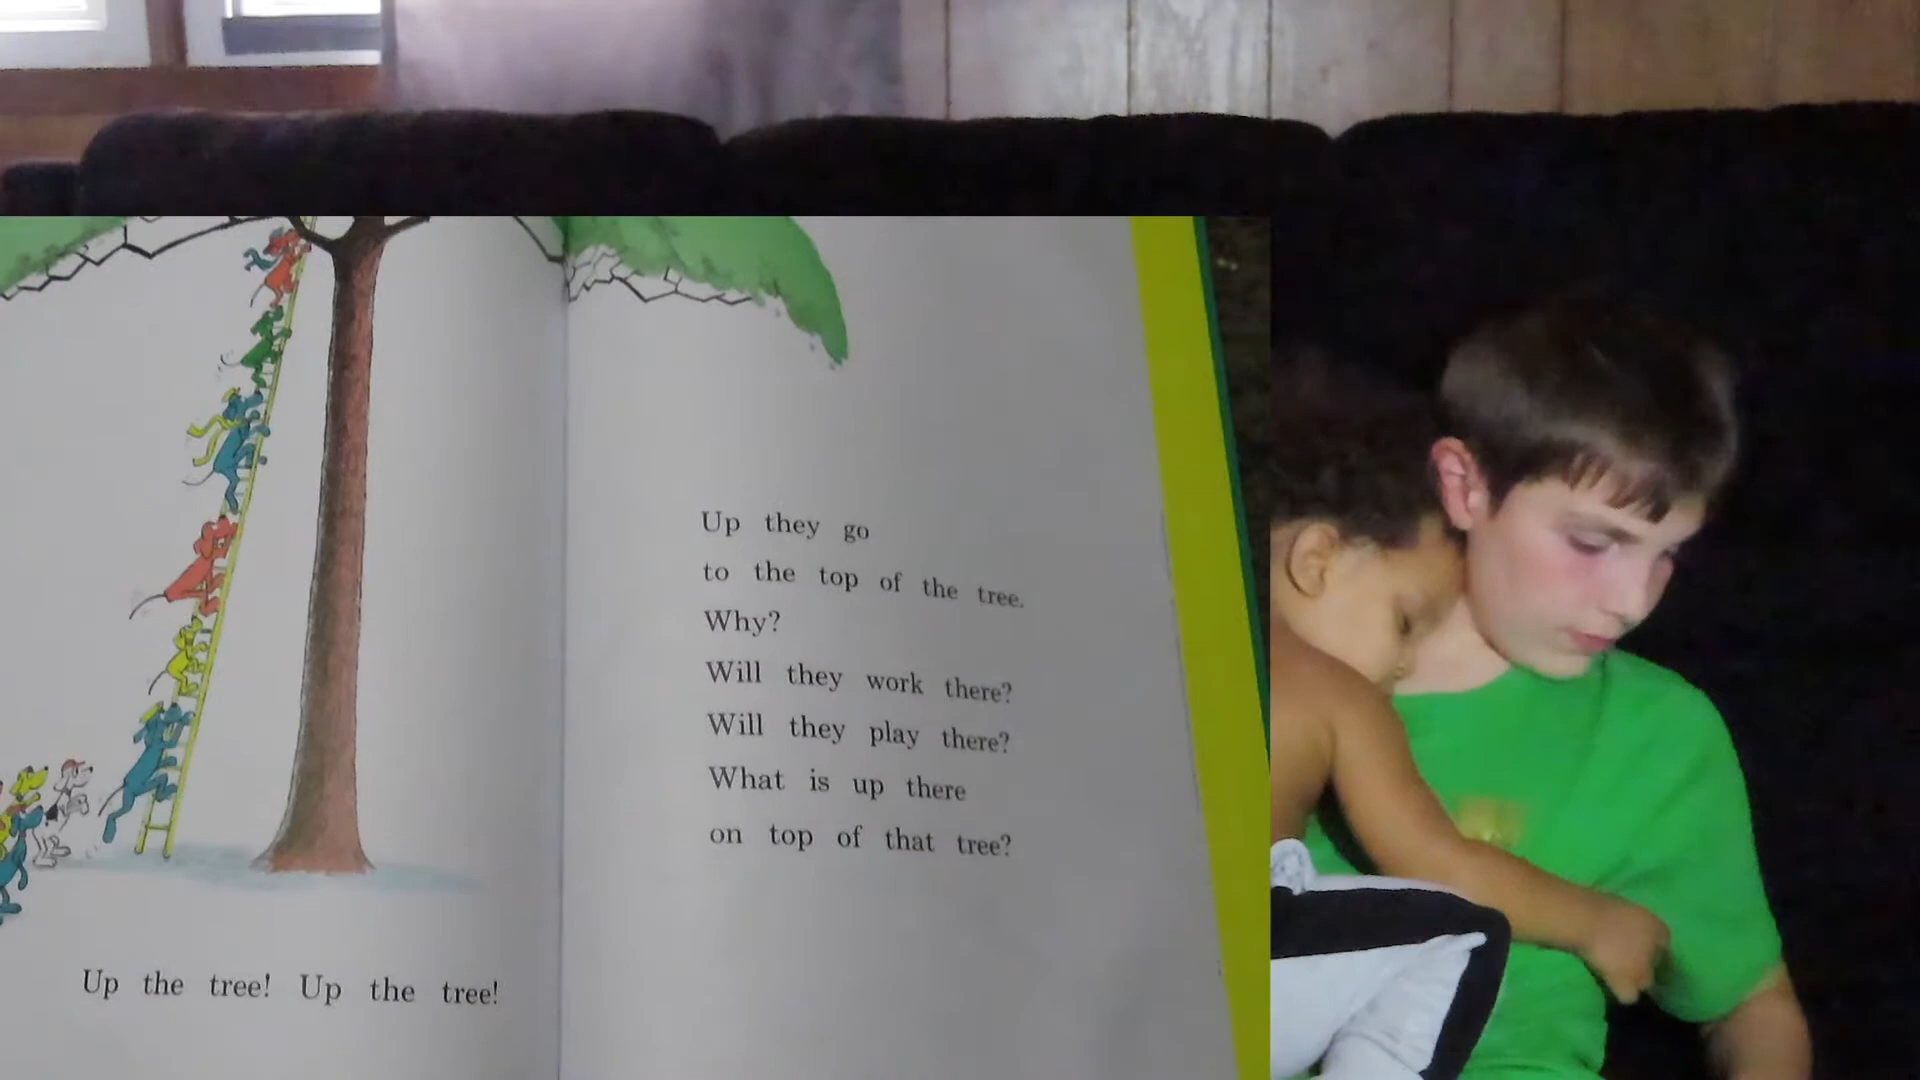 Up the tree! Up the tree!
Up they go
to the top of the tree.
Why?
Will they work there?
Will they play there?
What is up there
on top of that tree?